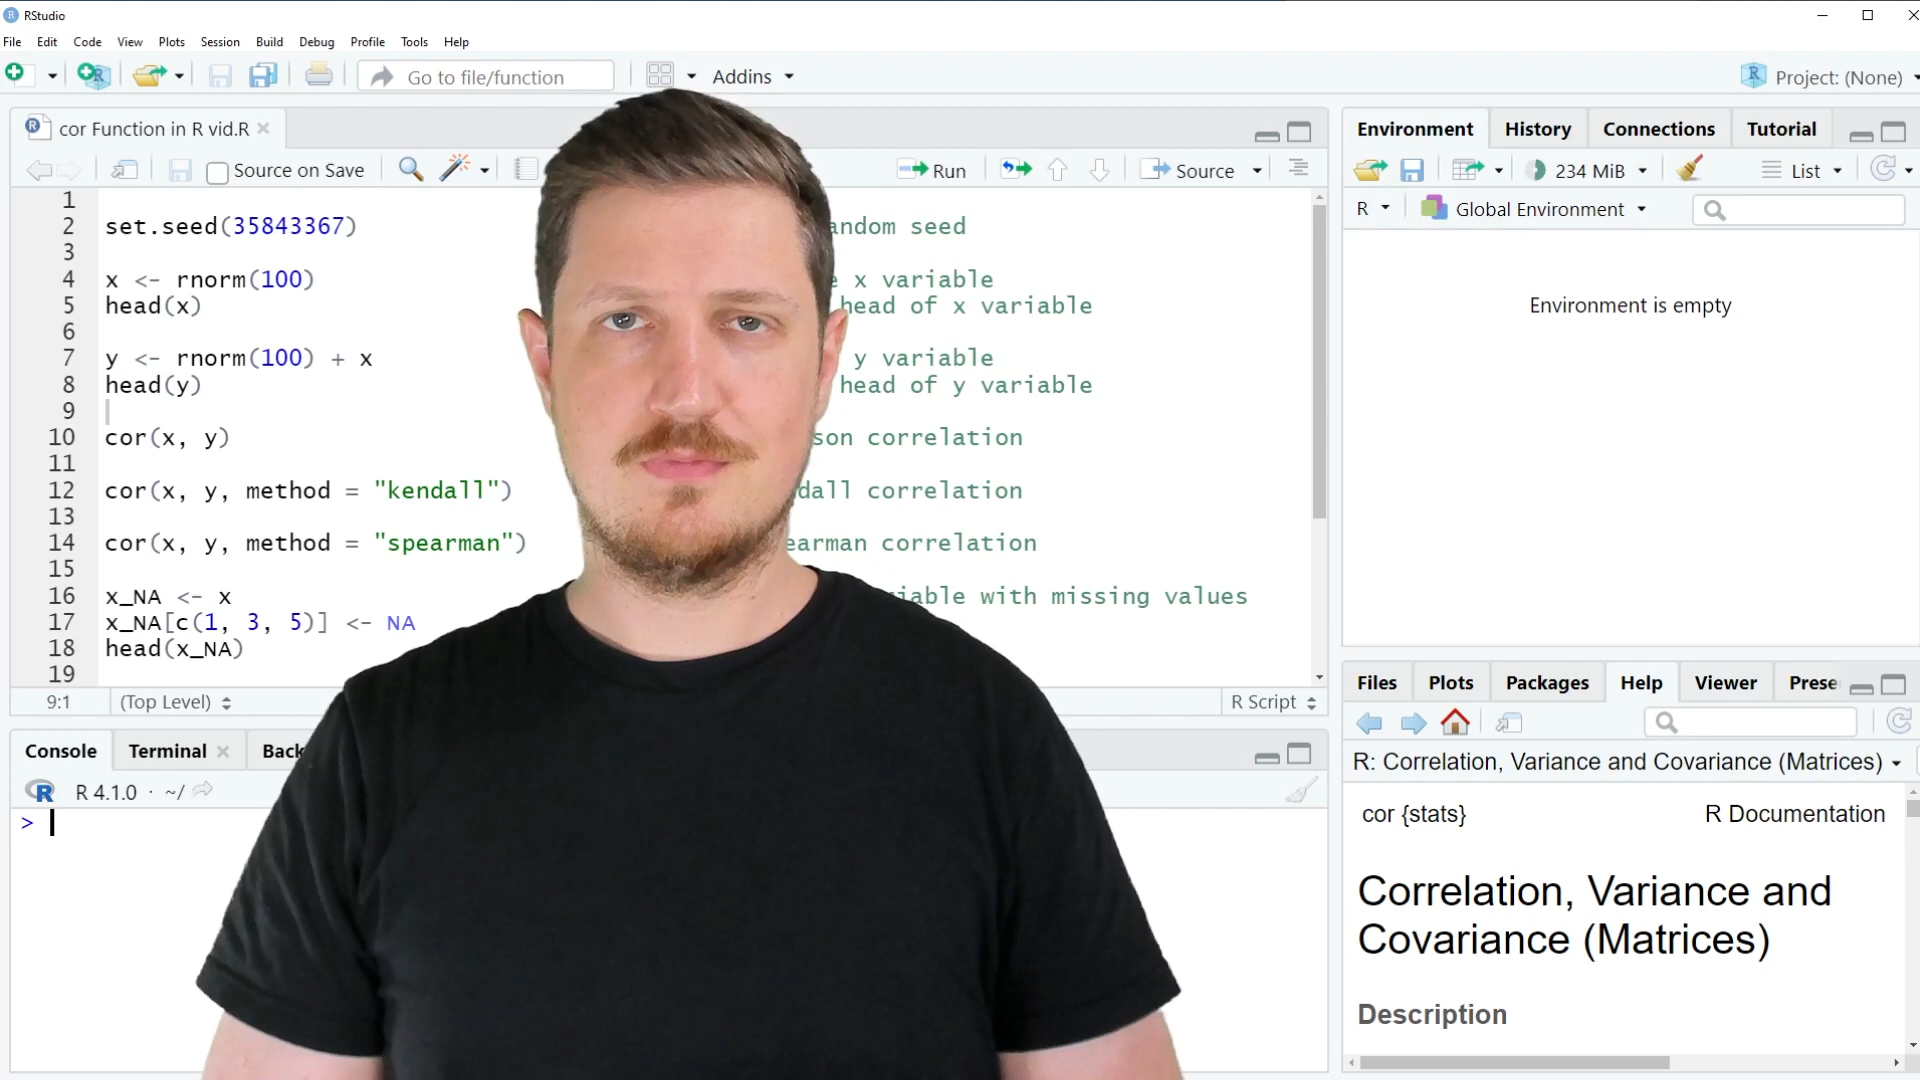 RStudio
File Edit Code View Plots Session Build Debug Profile Tools Help
Go to file/function Addins Project: (None)
cor Function in R vid.R
Source on Save Run Source
1
2 set.seed(35843367) andom seed
3
4 x <- rnorm(100) e x variable
5 head(x) head of x variable
6
7 y <- rnorm(100) + x y variable
8 head(y) head of y variable
9
10 cor(x, y) son correlation
11
12 cor(x, y, method = "kendall") dall correlation
13
14 cor(x, y, method = "spearman") earman correlation
15
16 x_NA <- x iable with missing values
17 x_NA[c(1, 3, 5)] <- NA
18 head(x_NA)
19
9:1 (Top Level) R Script
Console Terminal Back
R 4.1.0 · ~/
>
Environment History Connections Tutorial
234 MiB List
R Global Environment
Environment is empty
Files Plots Packages Help Viewer Prese
R: Correlation, Variance and Covariance (Matrices)
cor {stats} R Documentation
Correlation, Variance and
Covariance (Matrices)
Description